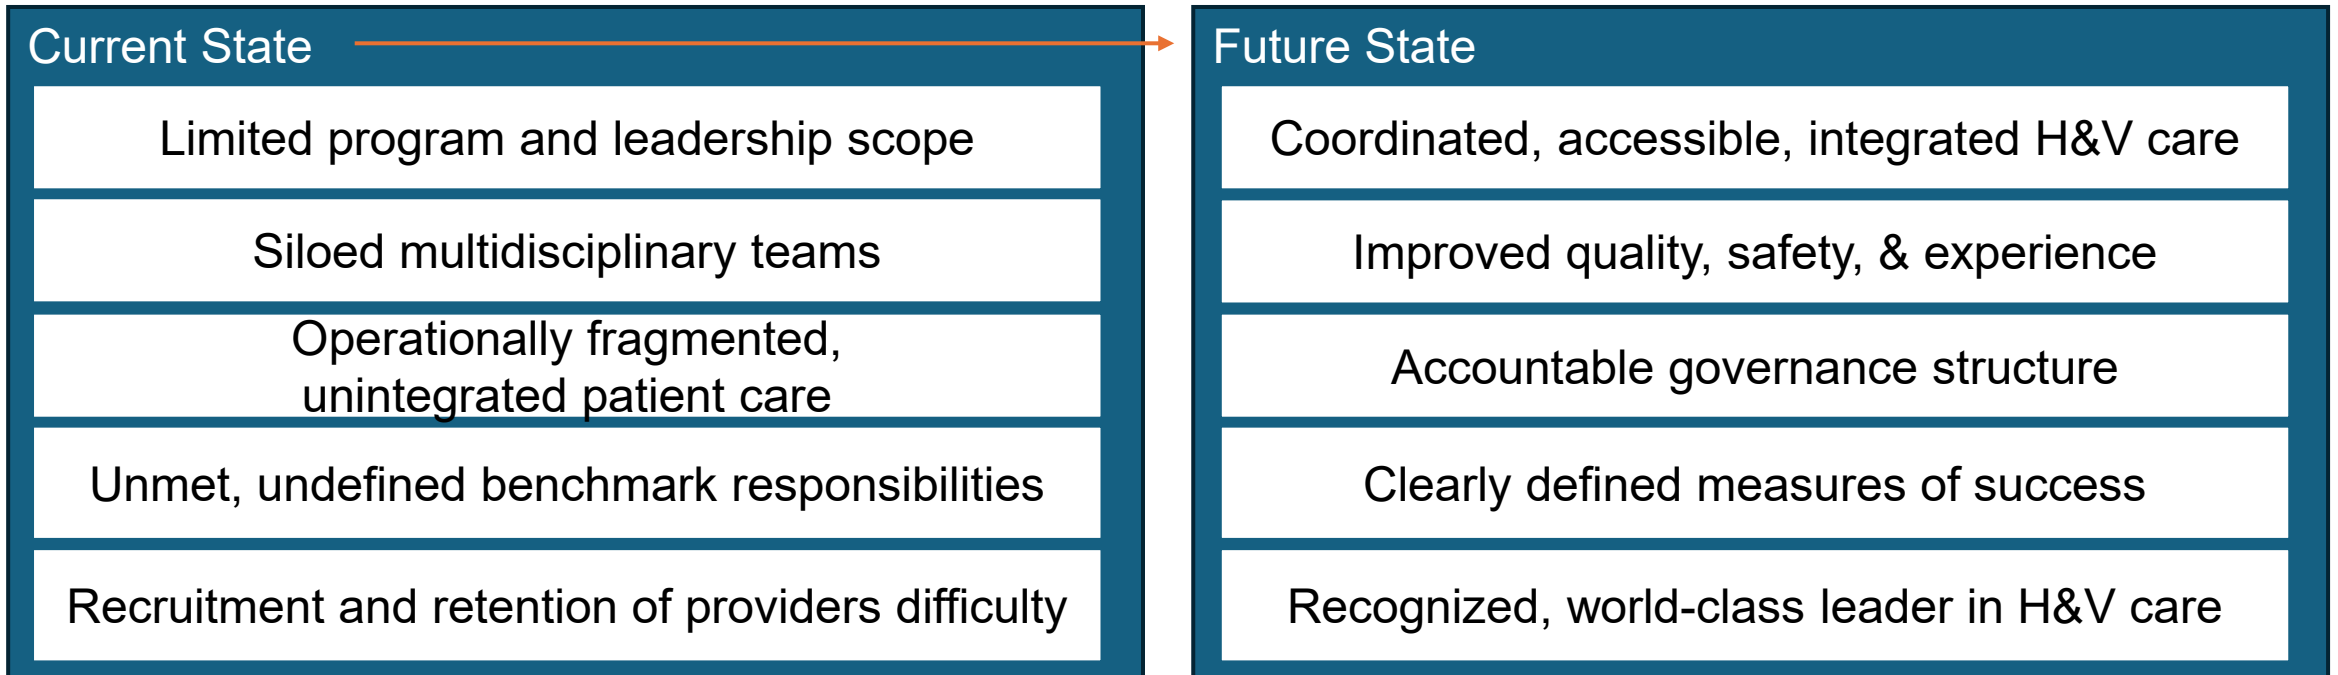 Current State
Limited program and leadership scope
Siloed multidisciplinary teams
Operationally fragmented,
unintegrated patient care
Unmet, undefined benchmark responsibilities
Recruitment and retention of providers difficulty
Future State
Coordinated, accessible, integrated H&V care
Improved quality, safety, & experience
Accountable governance structure
Clearly defined measures of success
Recognized, world-class leader in H&V care